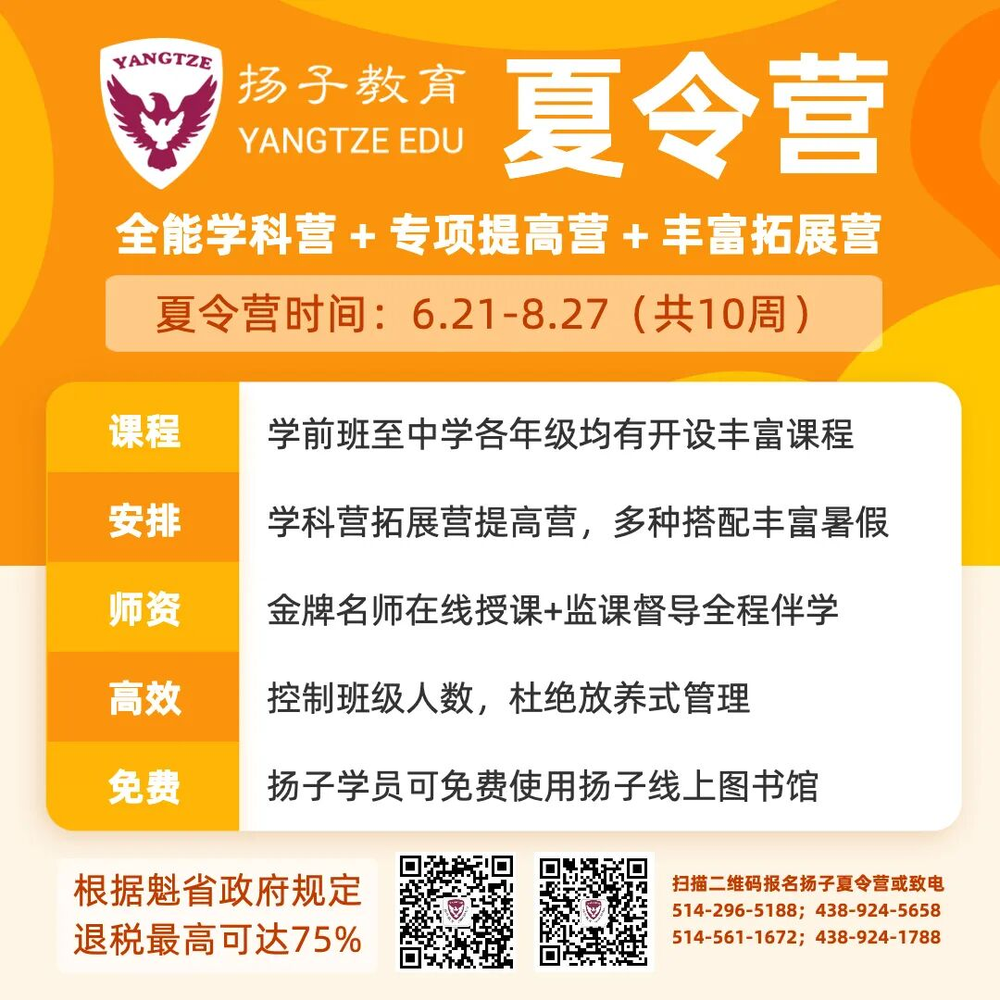 YANGTZE
扬子教育
YANGTZE EDU
夏令营
全能学科营 + 专项提高营 + 丰富拓展营
夏令营时间：6.21-8.27（共10周）
课程
学前班至中学各年级均有开设丰富课程
安排
学科营拓展营提高营，多种搭配丰富暑假
师资
金牌名师在线授课+监课督导全程伴学
高效
控制班级人数，杜绝放养式管理
免费
扬子学员可免费使用扬子线上图书馆
根据魁省政府规定
退税最高可达75%
扫描二维码报名扬子夏令营或致电
514-296-5188；438-924-5658
514-561-1672；438-924-1788